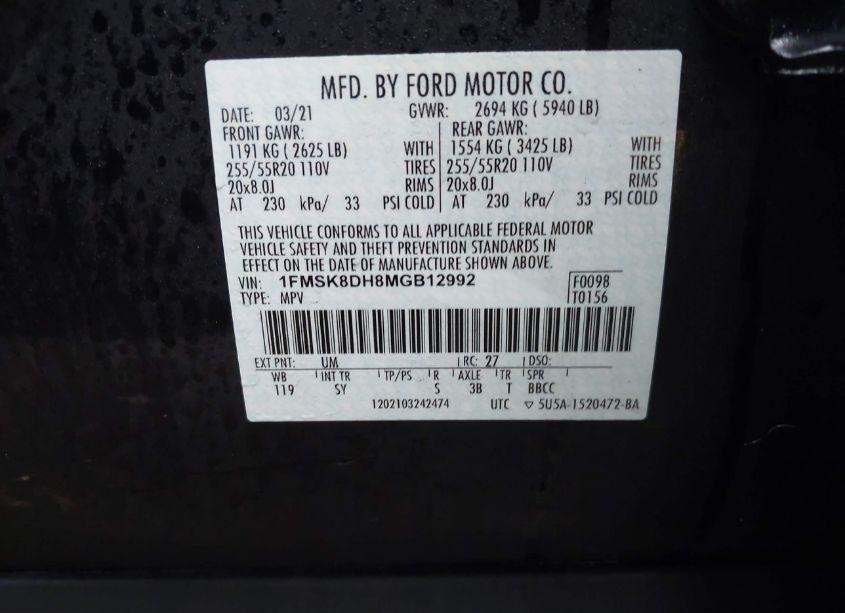 MFD. BY FORD MOTOR CO.
DATE: 03/21 GVWR: 2694 KG ( 5940 LB)
FRONT GAWR: REAR GAWR:
1191 KG ( 2625 LB) WITH 1554 KG ( 3425 LB) WITH
255/55R20 110V TIRES 255/55R20 110V TIRES
20x8.0J RIMS 20x8.0J RIMS
AT 230 kPa/ 33 PSI COLD AT 230 kPa/ 33 PSI COLD
THIS VEHICLE CONFORMS TO ALL APPLICABLE FEDERAL MOTOR
VEHICLE SAFETY AND THEFT PREVENTION STANDARDS IN
EFFECT ON THE DATE OF MANUFACTURE SHOWN ABOVE.
VIN: 1FMSK8DH8MGB12992 F0098
TYPE: MPV T0156
EXT PNT: UM RC: 27 DSO:
WB INT TR TP/PS R AXLE TR SPR
119 SY S 3B T BBCC
1202103242474 UTC ▽ 5U5A-1520472-BA